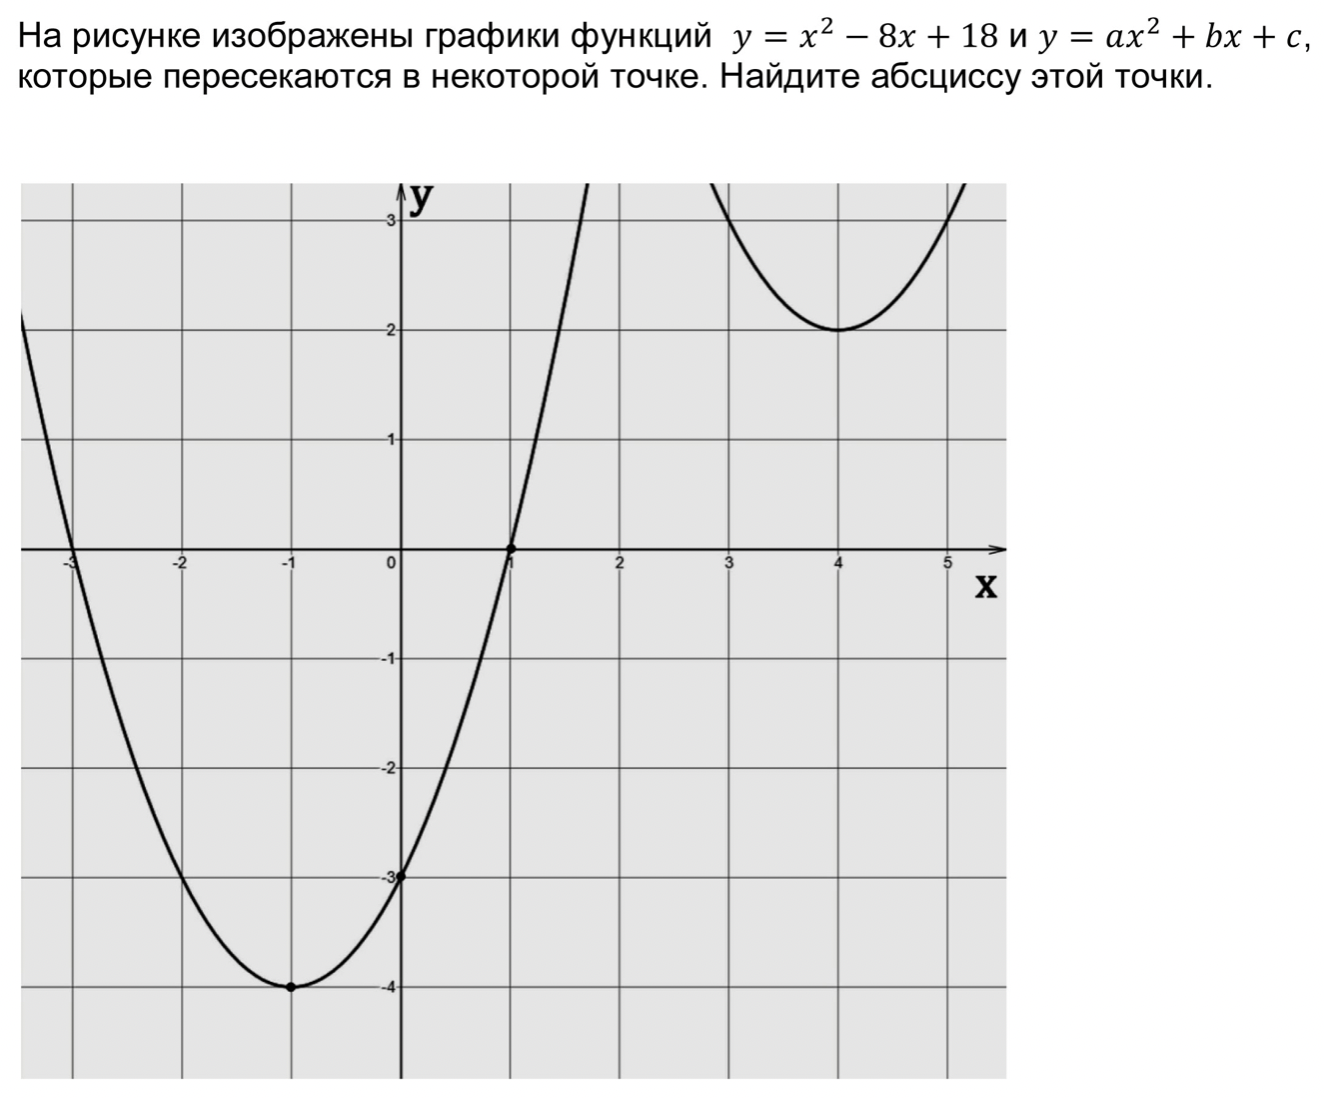 На рисунке изображены графики функций y = x² − 8x + 18 и y = ax² + bx + c,
которые пересекаются в некоторой точке. Найдите абсциссу этой точки.
y
3
2
1
-3 -2 -1 0 1 2 3 4 5
x
-1
-2
-3
-4